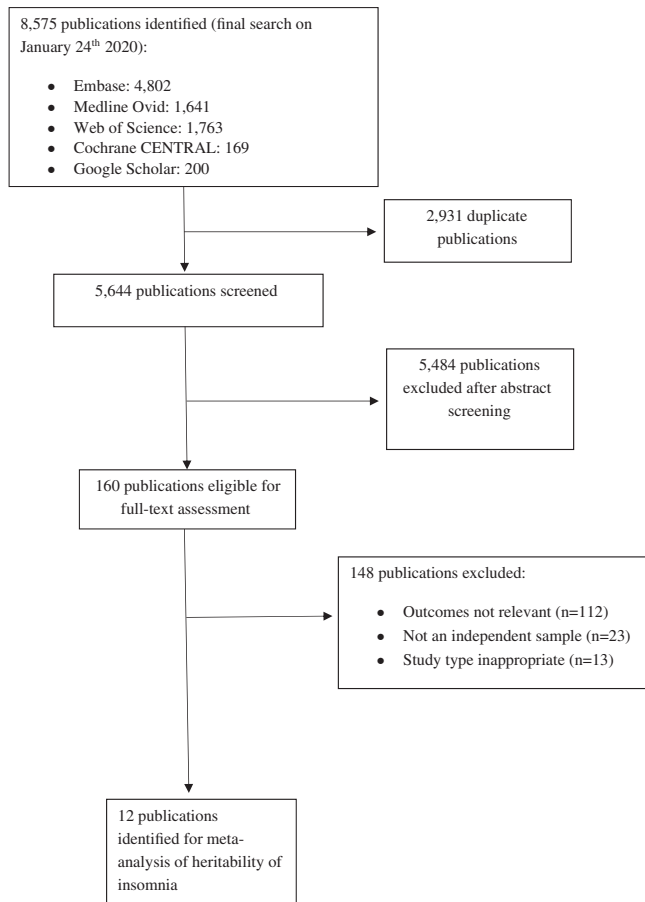 8,575 publications identified (final search on
January 24th 2020):
• Embase: 4,802
• Medline Ovid: 1,641
• Web of Science: 1,763
• Cochrane CENTRAL: 169
• Google Scholar: 200
2,931 duplicate
publications
5,644 publications screened
5,484 publications
excluded after abstract
screening
160 publications eligible for
full-text assessment
148 publications excluded:
• Outcomes not relevant (n=112)
• Not an independent sample (n=23)
• Study type inappropriate (n=13)
12 publications
identified for meta-
analysis of heritability of
insomnia